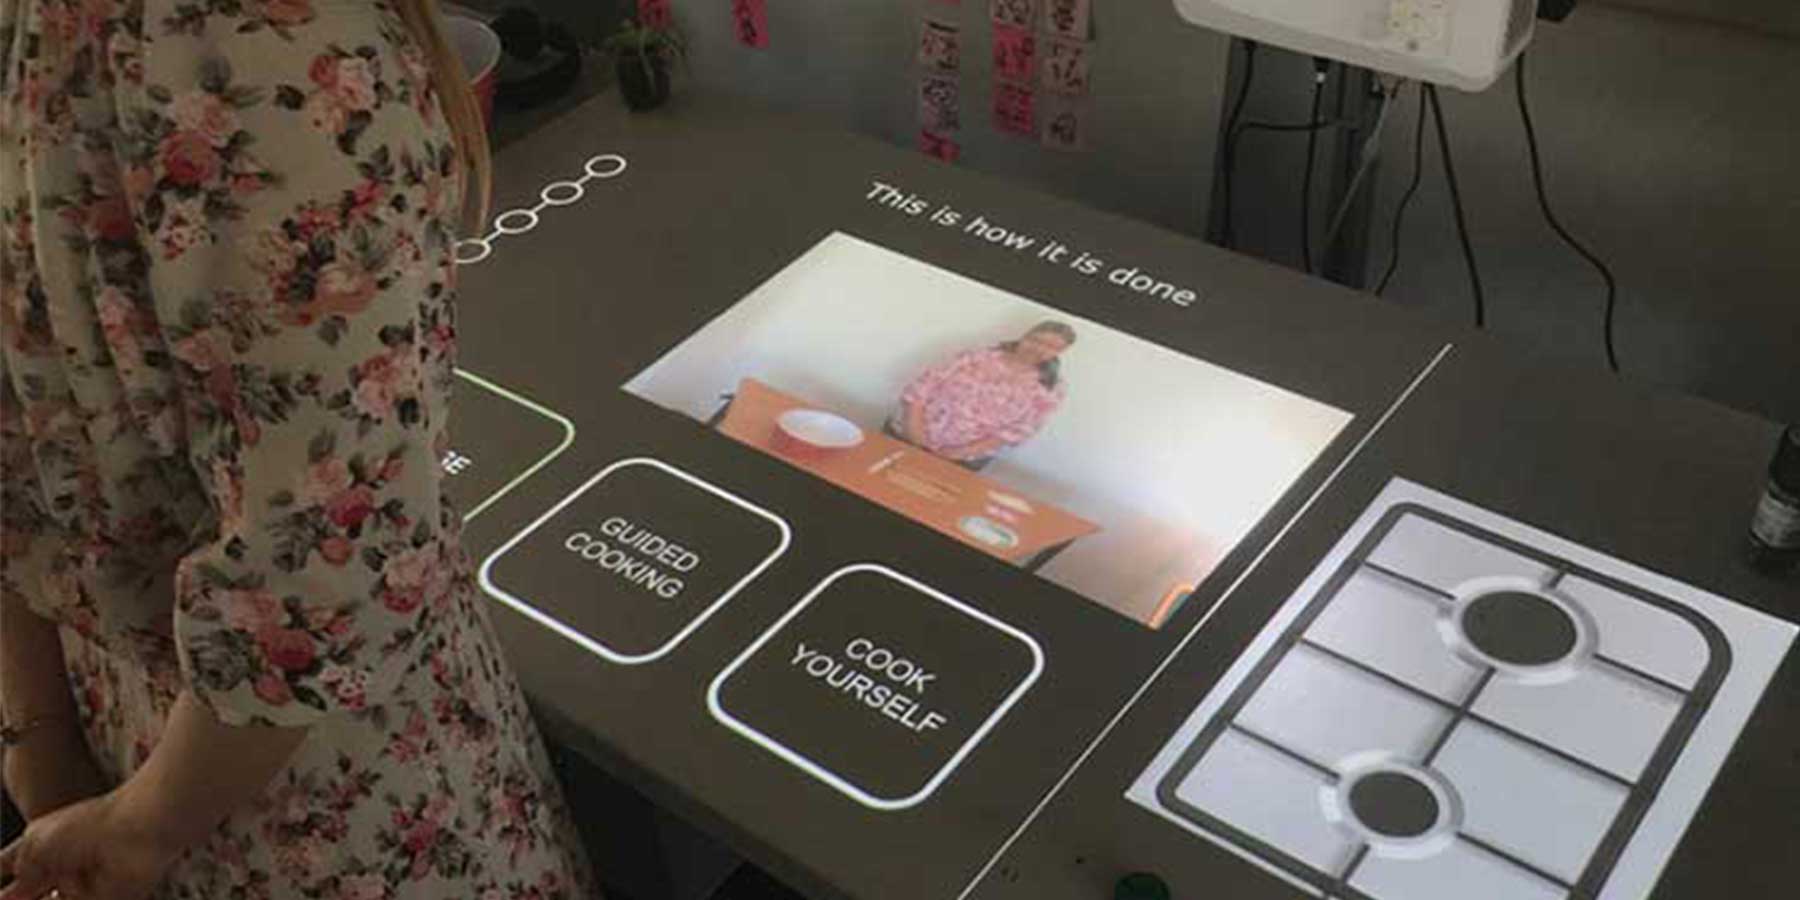 This is how it is done
GUIDED
COOKING
COOK
YOURSELF